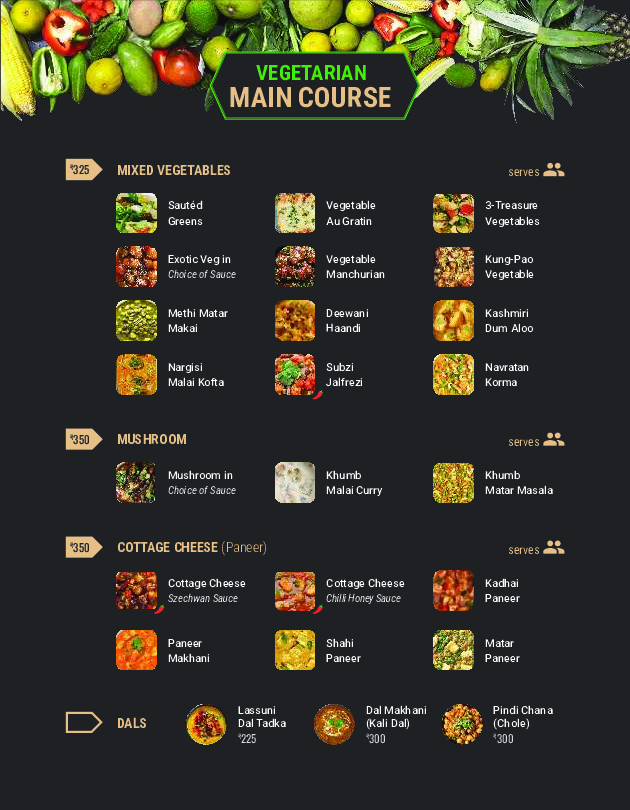 VEGETARIAN
MAIN COURSE
₹325 MIXED VEGETABLES serves
Sautéd
Greens
Vegetable
Au Gratin
3-Treasure
Vegetables
Exotic Veg in
Choice of Sauce
Vegetable
Manchurian
Kung-Pao
Vegetable
Methi Matar
Makai
Deewani
Haandi
Kashmiri
Dum Aloo
Nargisi
Malai Kofta
Subzi
Jalfrezi
Navratan
Korma
₹350 MUSHROOM serves
Mushroom in
Choice of Sauce
Khumb
Malai Curry
Khumb
Matar Masala
₹350 COTTAGE CHEESE (Paneer) serves
Cottage Cheese
Szechwan Sauce
Cottage Cheese
Chilli Honey Sauce
Kadhai
Paneer
Paneer
Makhani
Shahi
Paneer
Matar
Paneer
DALS
Lassuni
Dal Tadka
₹225
Dal Makhani
(Kali Dal)
₹300
Pindi Chana
(Chole)
₹300